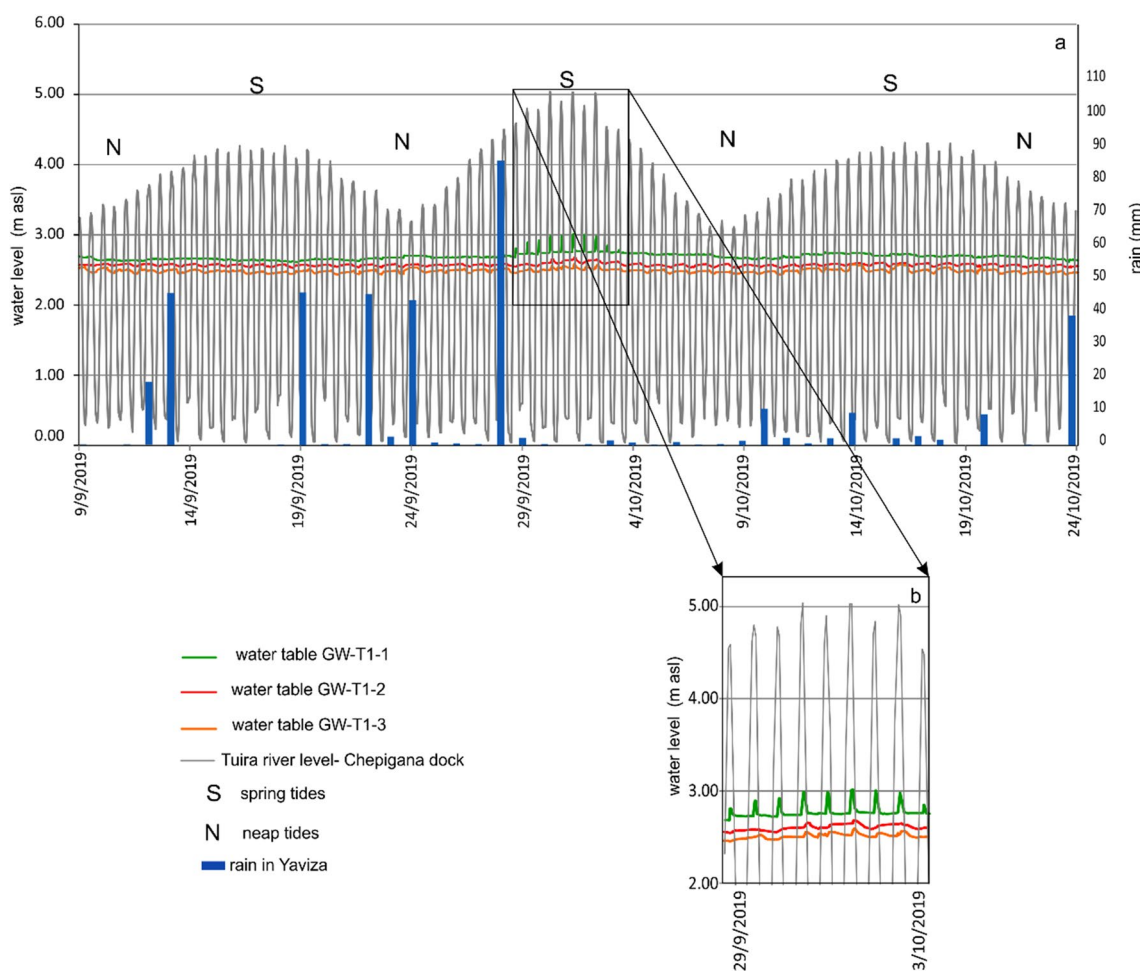 a
6.00
5.00
4.00
3.00
2.00
1.00
0.00
water level (m asl)
110
100
90
80
70
60
50
40
30
20
10
0
rain (mm)
S
S
S
N
N
N
N
9/9/2019
14/9/2019
19/9/2019
24/9/2019
29/9/2019
4/10/2019
9/10/2019
14/10/2019
19/10/2019
24/10/2019
b
5.00
4.00
3.00
2.00
water level (m asl)
29/9/2019
3/10/2019
water table GW-T1-1
water table GW-T1-2
water table GW-T1-3
Tuira river level- Chepigana dock
S spring tides
N neap tides
rain in Yaviza